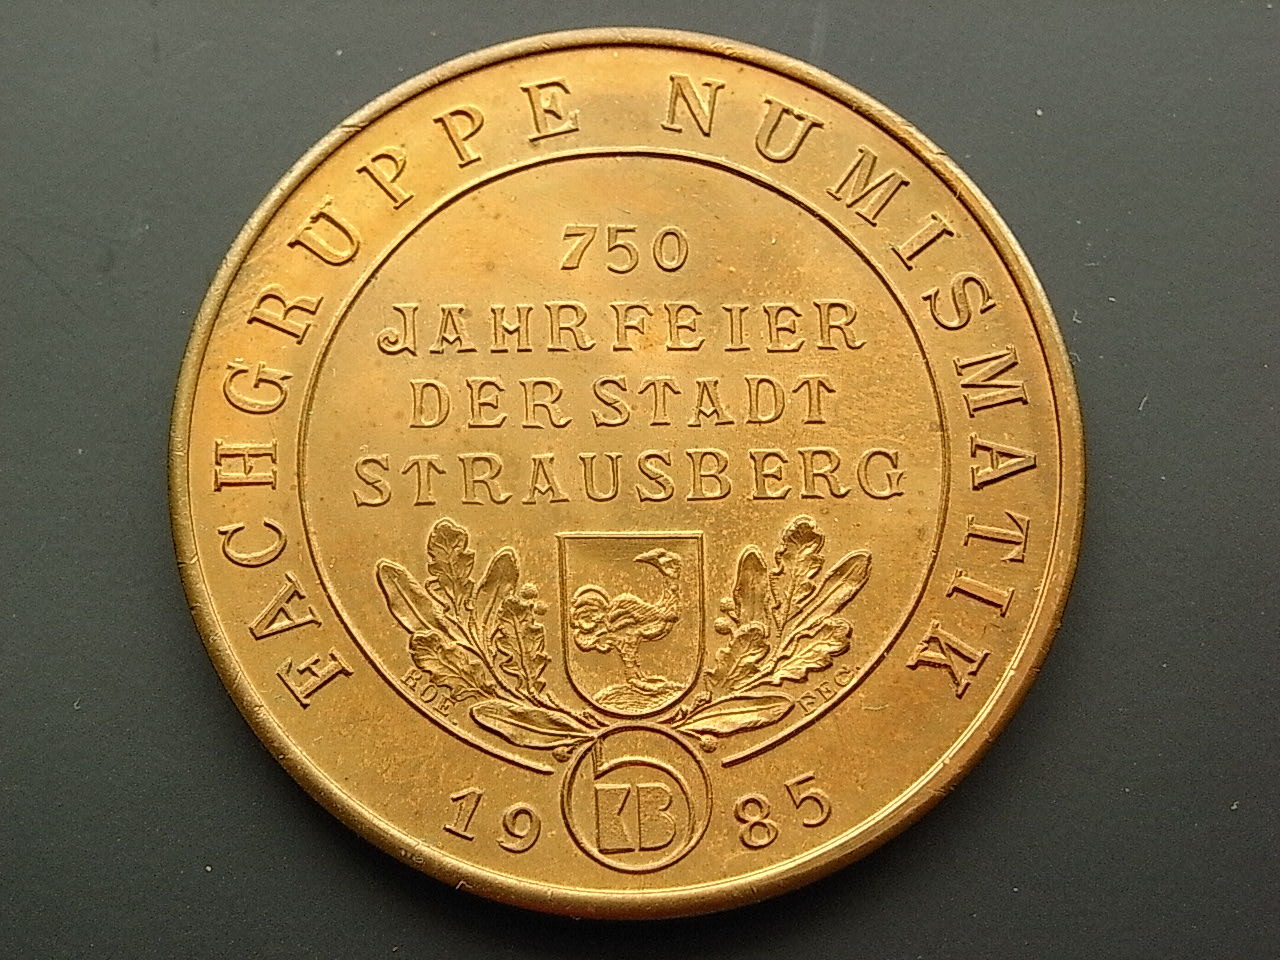 FACHGRUPPE NUMISMATIK
750
JAHRFEIER
DER STADT
STRAUSBERG
ROE. FEC.
KB
1985